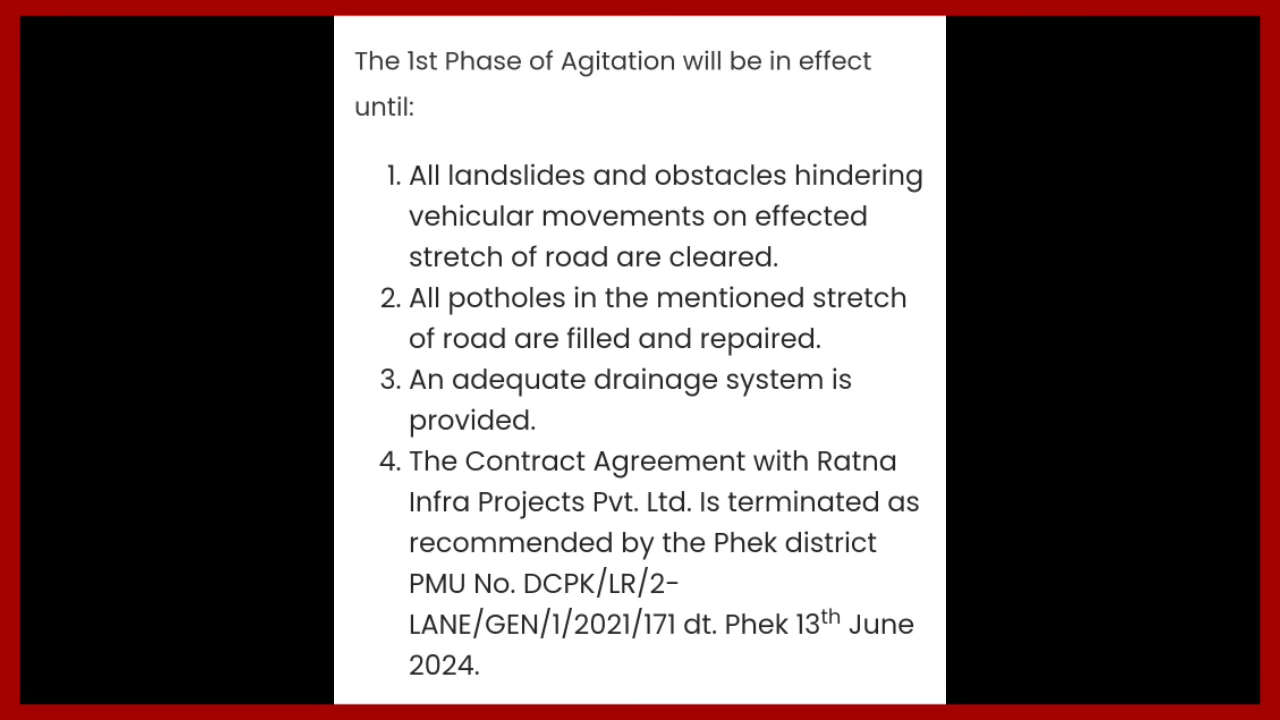 The 1st Phase of Agitation will be in effect
until:
1. All landslides and obstacles hindering
vehicular movements on effected
stretch of road are cleared.
2. All potholes in the mentioned stretch
of road are filled and repaired.
3. An adequate drainage system is
provided.
4. The Contract Agreement with Ratna
Infra Projects Pvt. Ltd. Is terminated as
recommended by the Phek district
PMU No. DCPK/LR/2-
LANE/GEN/1/2021/171 dt. Phek 13th June
2024.